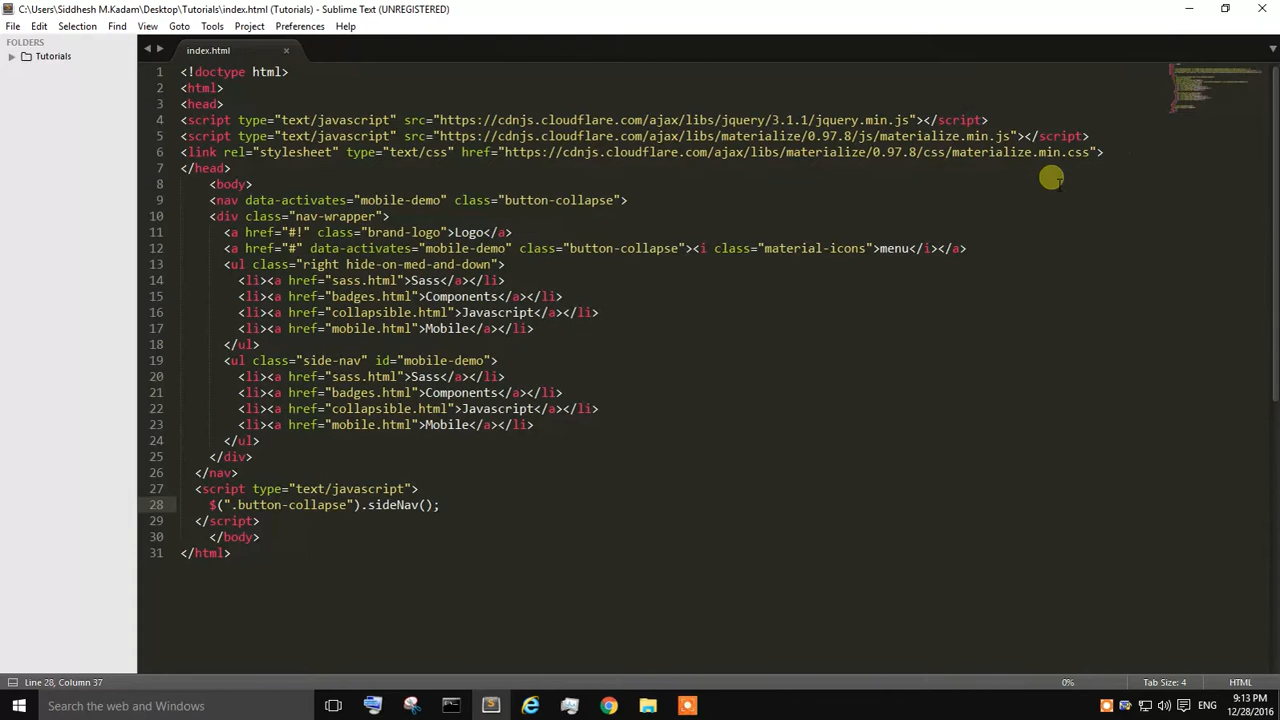 C:\Users\Siddhesh M.Kadam\Desktop\Tutorials\index.html (Tutorials) - Sublime Text (UNREGISTERED)
File Edit Selection Find View Goto Tools Project Preferences Help
FOLDERS
Tutorials
index.html
1 <!doctype html>
2 <html>
3 <head>
4 <script type="text/javascript" src="https://cdnjs.cloudflare.com/ajax/libs/jquery/3.1.1/jquery.min.js"></script>
5 <script type="text/javascript" src="https://cdnjs.cloudflare.com/ajax/libs/materialize/0.97.8/js/materialize.min.js"></script>
6 <link rel="stylesheet" type="text/css" href="https://cdnjs.cloudflare.com/ajax/libs/materialize/0.97.8/css/materialize.min.css">
7 </head>
8 <body>
9 <nav data-activates="mobile-demo" class="button-collapse">
10 <div class="nav-wrapper">
11 <a href="#!" class="brand-logo">Logo</a>
12 <a href="#" data-activates="mobile-demo" class="button-collapse"><i class="material-icons">menu</i></a>
13 <ul class="right hide-on-med-and-down">
14 <li><a href="sass.html">Sass</a></li>
15 <li><a href="badges.html">Components</a></li>
16 <li><a href="collapsible.html">Javascript</a></li>
17 <li><a href="mobile.html">Mobile</a></li>
18 </ul>
19 <ul class="side-nav" id="mobile-demo">
20 <li><a href="sass.html">Sass</a></li>
21 <li><a href="badges.html">Components</a></li>
22 <li><a href="collapsible.html">Javascript</a></li>
23 <li><a href="mobile.html">Mobile</a></li>
24 </ul>
25 </div>
26 </nav>
27 <script type="text/javascript">
28 $(".button-collapse").sideNav();
29 </script>
30 </body>
31 </html>
Line 28, Column 37 0% Tab Size: 4 HTML
Search the web and Windows
ENG
9:13 PM
12/28/2016